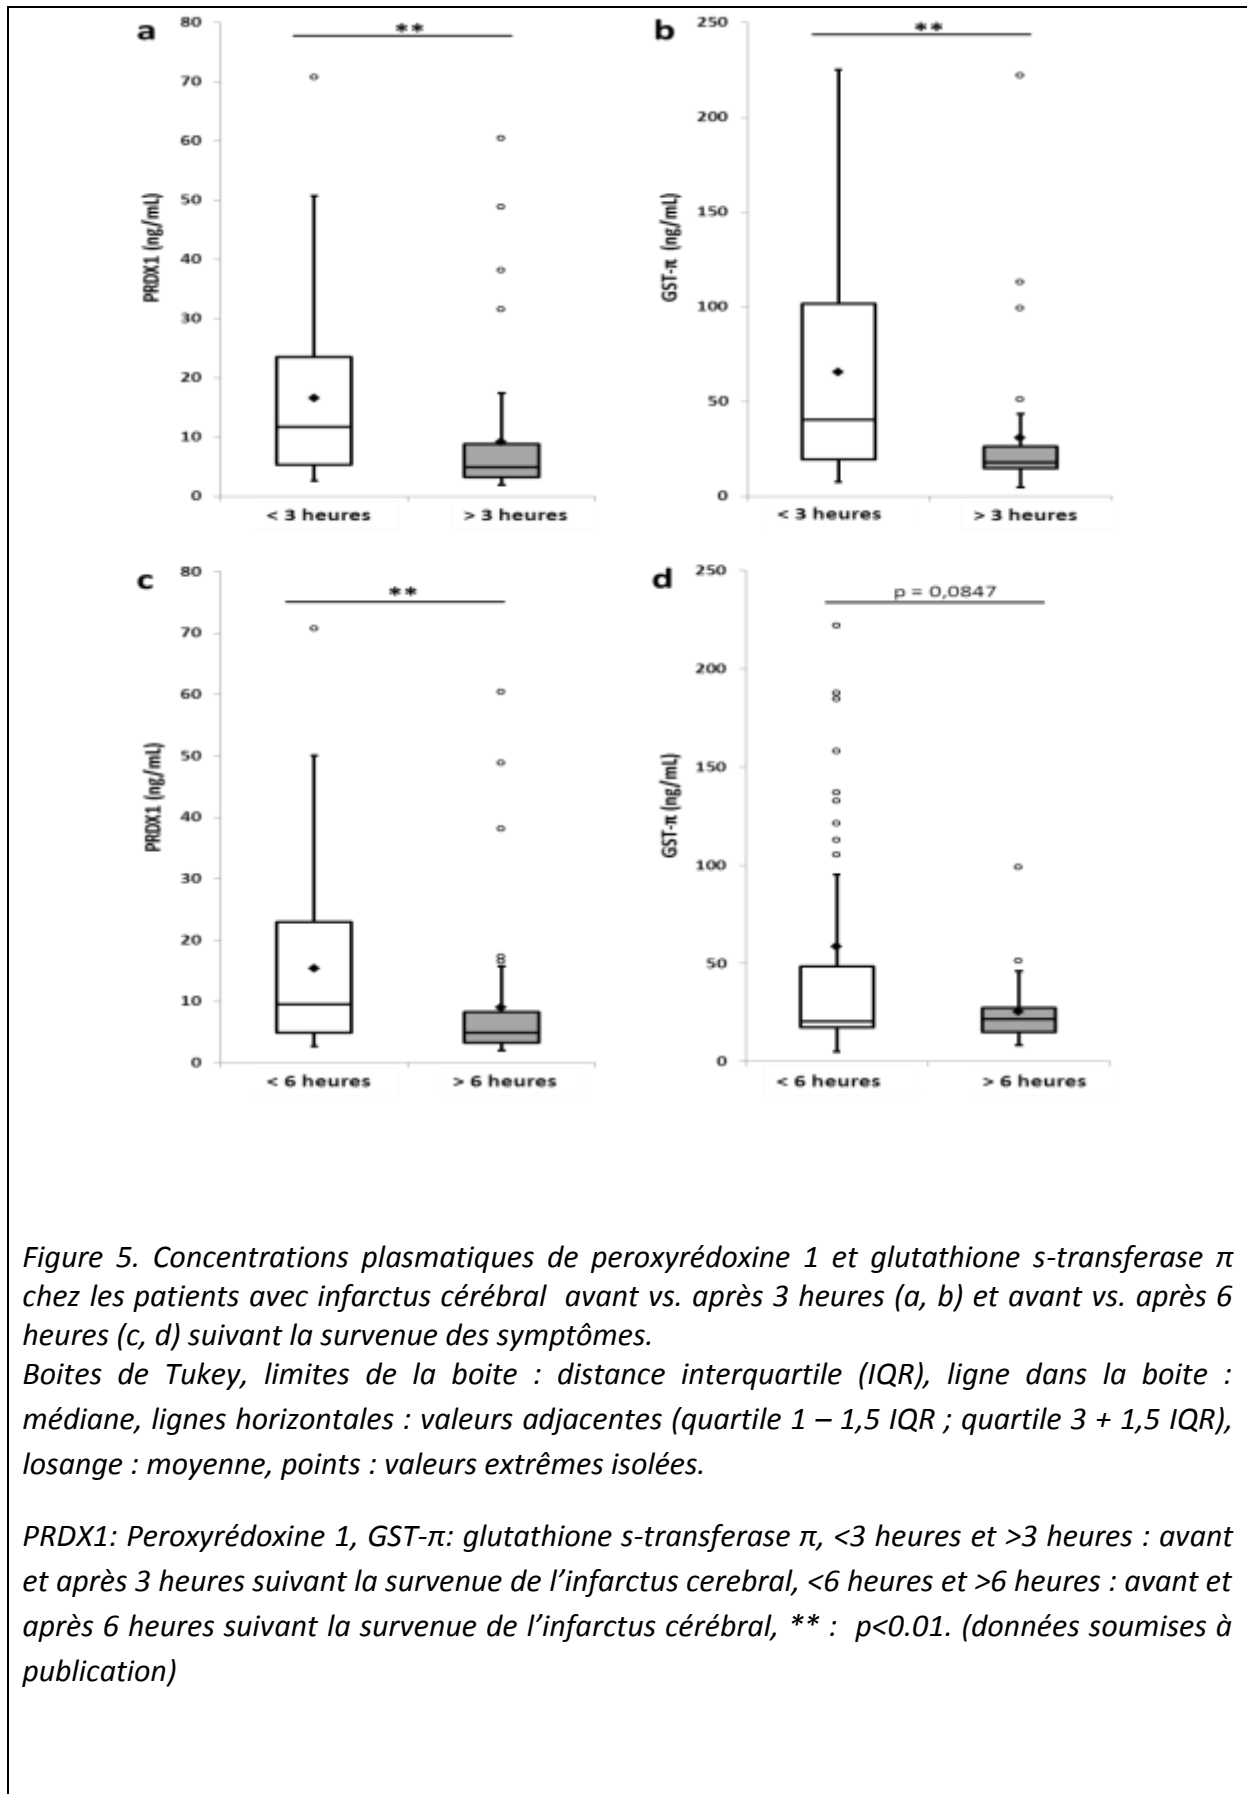 a
**
80
70
60
50
40
30
20
10
0
PRDX1 (ng/mL)
< 3 heures
> 3 heures
b
**
250
200
150
100
50
0
GST-π (ng/mL)
< 3 heures
> 3 heures
c
**
80
70
60
50
40
30
20
10
0
PRDX1 (ng/mL)
< 6 heures
> 6 heures
d
p = 0,0847
250
200
150
100
50
0
GST-π (ng/mL)
< 6 heures
> 6 heures
Figure 5. Concentrations plasmatiques de peroxyrédoxine 1 et glutathione s-transferase π
chez les patients avec infarctus cérébral avant vs. après 3 heures (a, b) et avant vs. après 6
heures (c, d) suivant la survenue des symptômes.
Boites de Tukey, limites de la boite : distance interquartile (IQR), ligne dans la boite :
médiane, lignes horizontales : valeurs adjacentes (quartile 1 – 1,5 IQR ; quartile 3 + 1,5 IQR),
losange : moyenne, points : valeurs extrêmes isolées.
PRDX1: Peroxyrédoxine 1, GST-π: glutathione s-transferase π, <3 heures et >3 heures : avant
et après 3 heures suivant la survenue de l’infarctus cerebral, <6 heures et >6 heures : avant et
après 6 heures suivant la survenue de l’infarctus cérébral, ** : p<0.01. (données soumises à
publication)